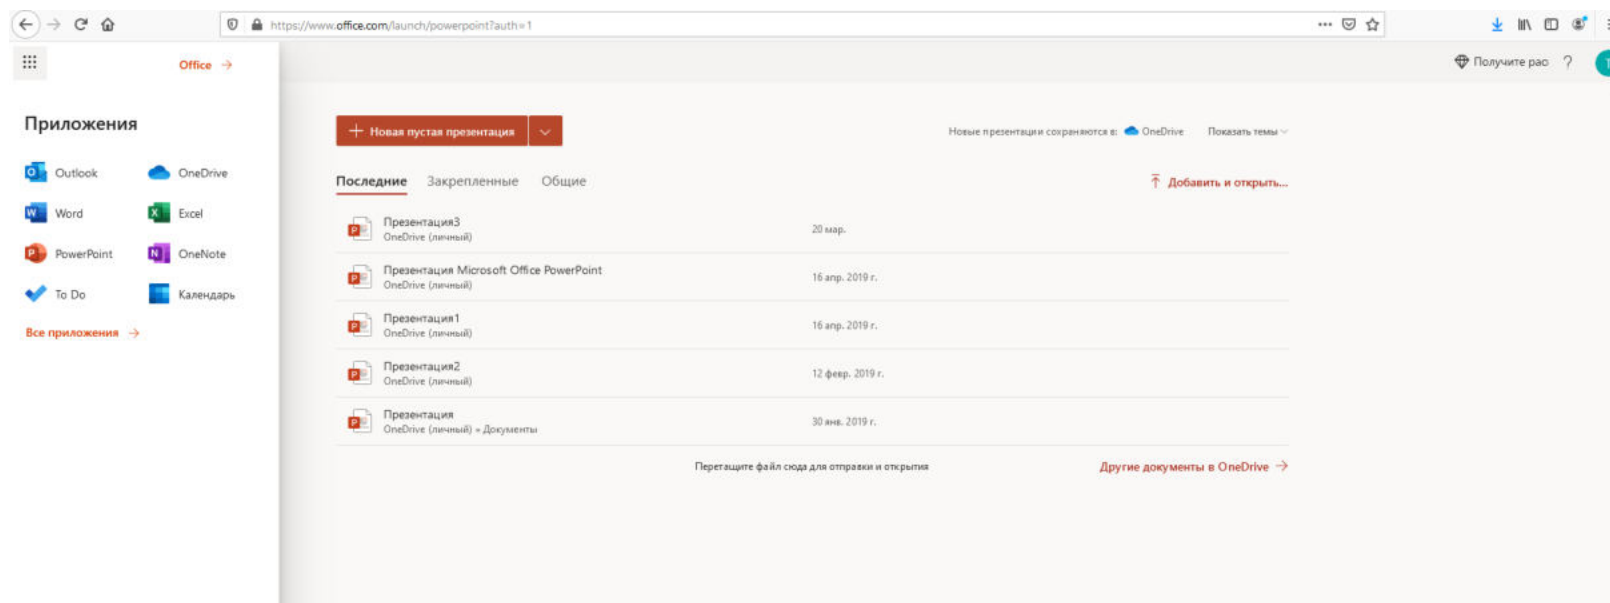 https://www.office.com/launch/powerpoint?auth=1
Office →
Получите рас ?
Приложения
Outlook OneDrive
Word Excel
PowerPoint OneNote
To Do Календарь
Все приложения →
+ Новая пустая презентация
Новые презентации сохраняются в: OneDrive Показать темы
Последние Закрепленные Общие
Добавить и открыть...
Презентация3
OneDrive (личный)
20 мар.
Презентация Microsoft Office PowerPoint
OneDrive (личный)
16 апр. 2019 г.
Презентация1
OneDrive (личный)
16 апр. 2019 г.
Презентация2
OneDrive (личный)
12 февр. 2019 г.
Презентация
OneDrive (личный) » Документы
30 янв. 2019 г.
Перетащите файл сюда для отправки и открытия
Другие документы в OneDrive →